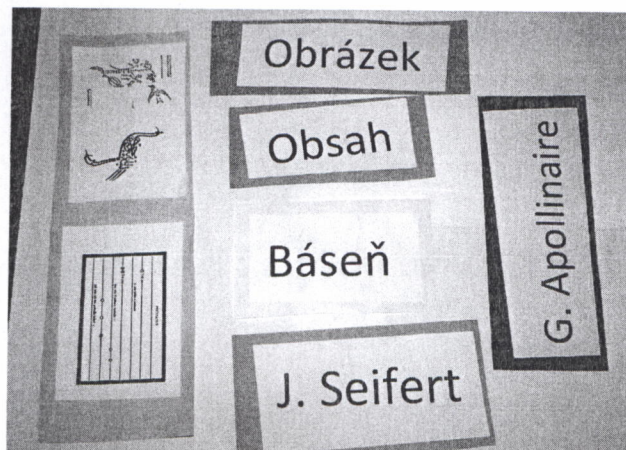 Obrázek
Obsah
Báseň
J. Seifert
G. Apollinaire